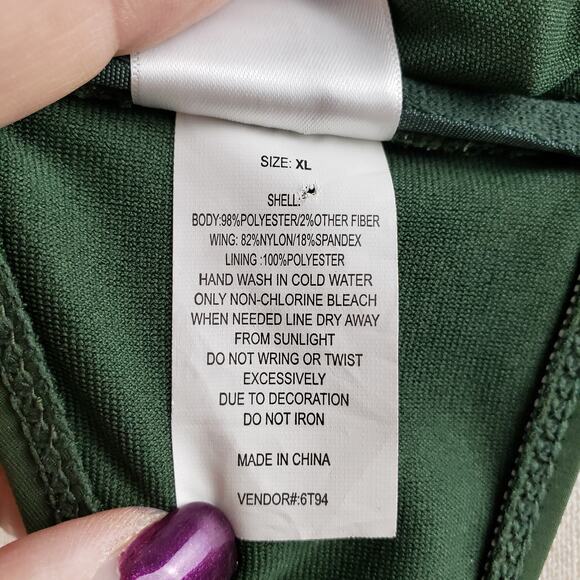 SIZE: XL
SHELL:
BODY:98%POLYESTER/2%OTHER FIBER
WING: 82%NYLON/18%SPANDEX
LINING :100%POLYESTER
HAND WASH IN COLD WATER
ONLY NON-CHLORINE BLEACH
WHEN NEEDED LINE DRY AWAY
FROM SUNLIGHT
DO NOT WRING OR TWIST
EXCESSIVELY
DUE TO DECORATION
DO NOT IRON
MADE IN CHINA
VENDOR#:6T94